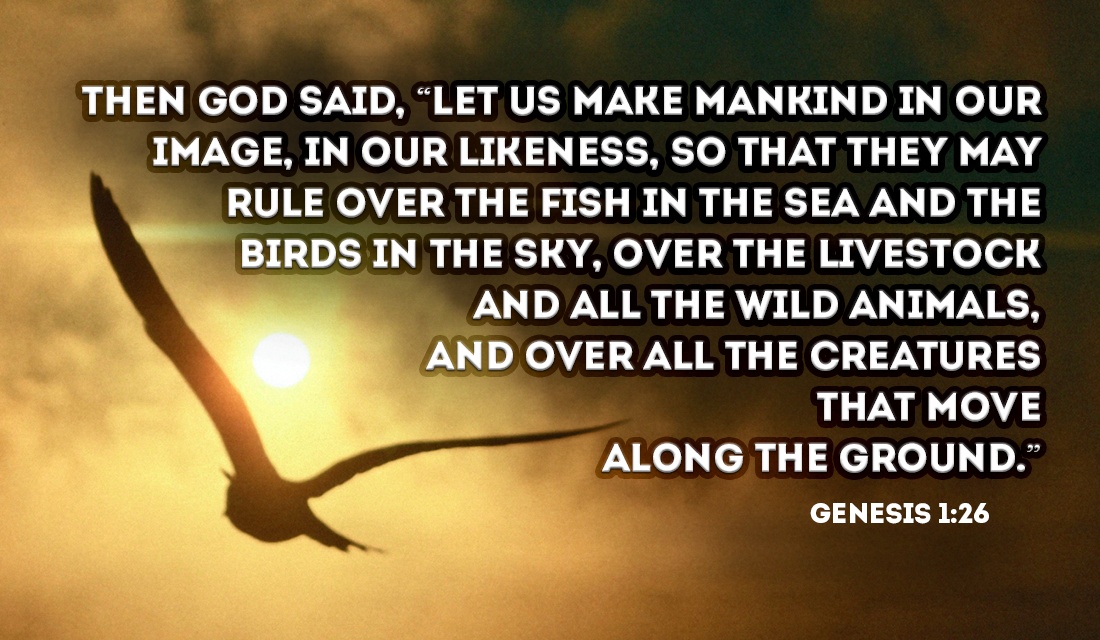 THEN GOD SAID, “LET US MAKE MANKIND IN OUR
IMAGE, IN OUR LIKENESS, SO THAT THEY MAY
RULE OVER THE FISH IN THE SEA AND THE
BIRDS IN THE SKY, OVER THE LIVESTOCK
AND ALL THE WILD ANIMALS,
AND OVER ALL THE CREATURES
THAT MOVE
ALONG THE GROUND.”
GENESIS 1:26